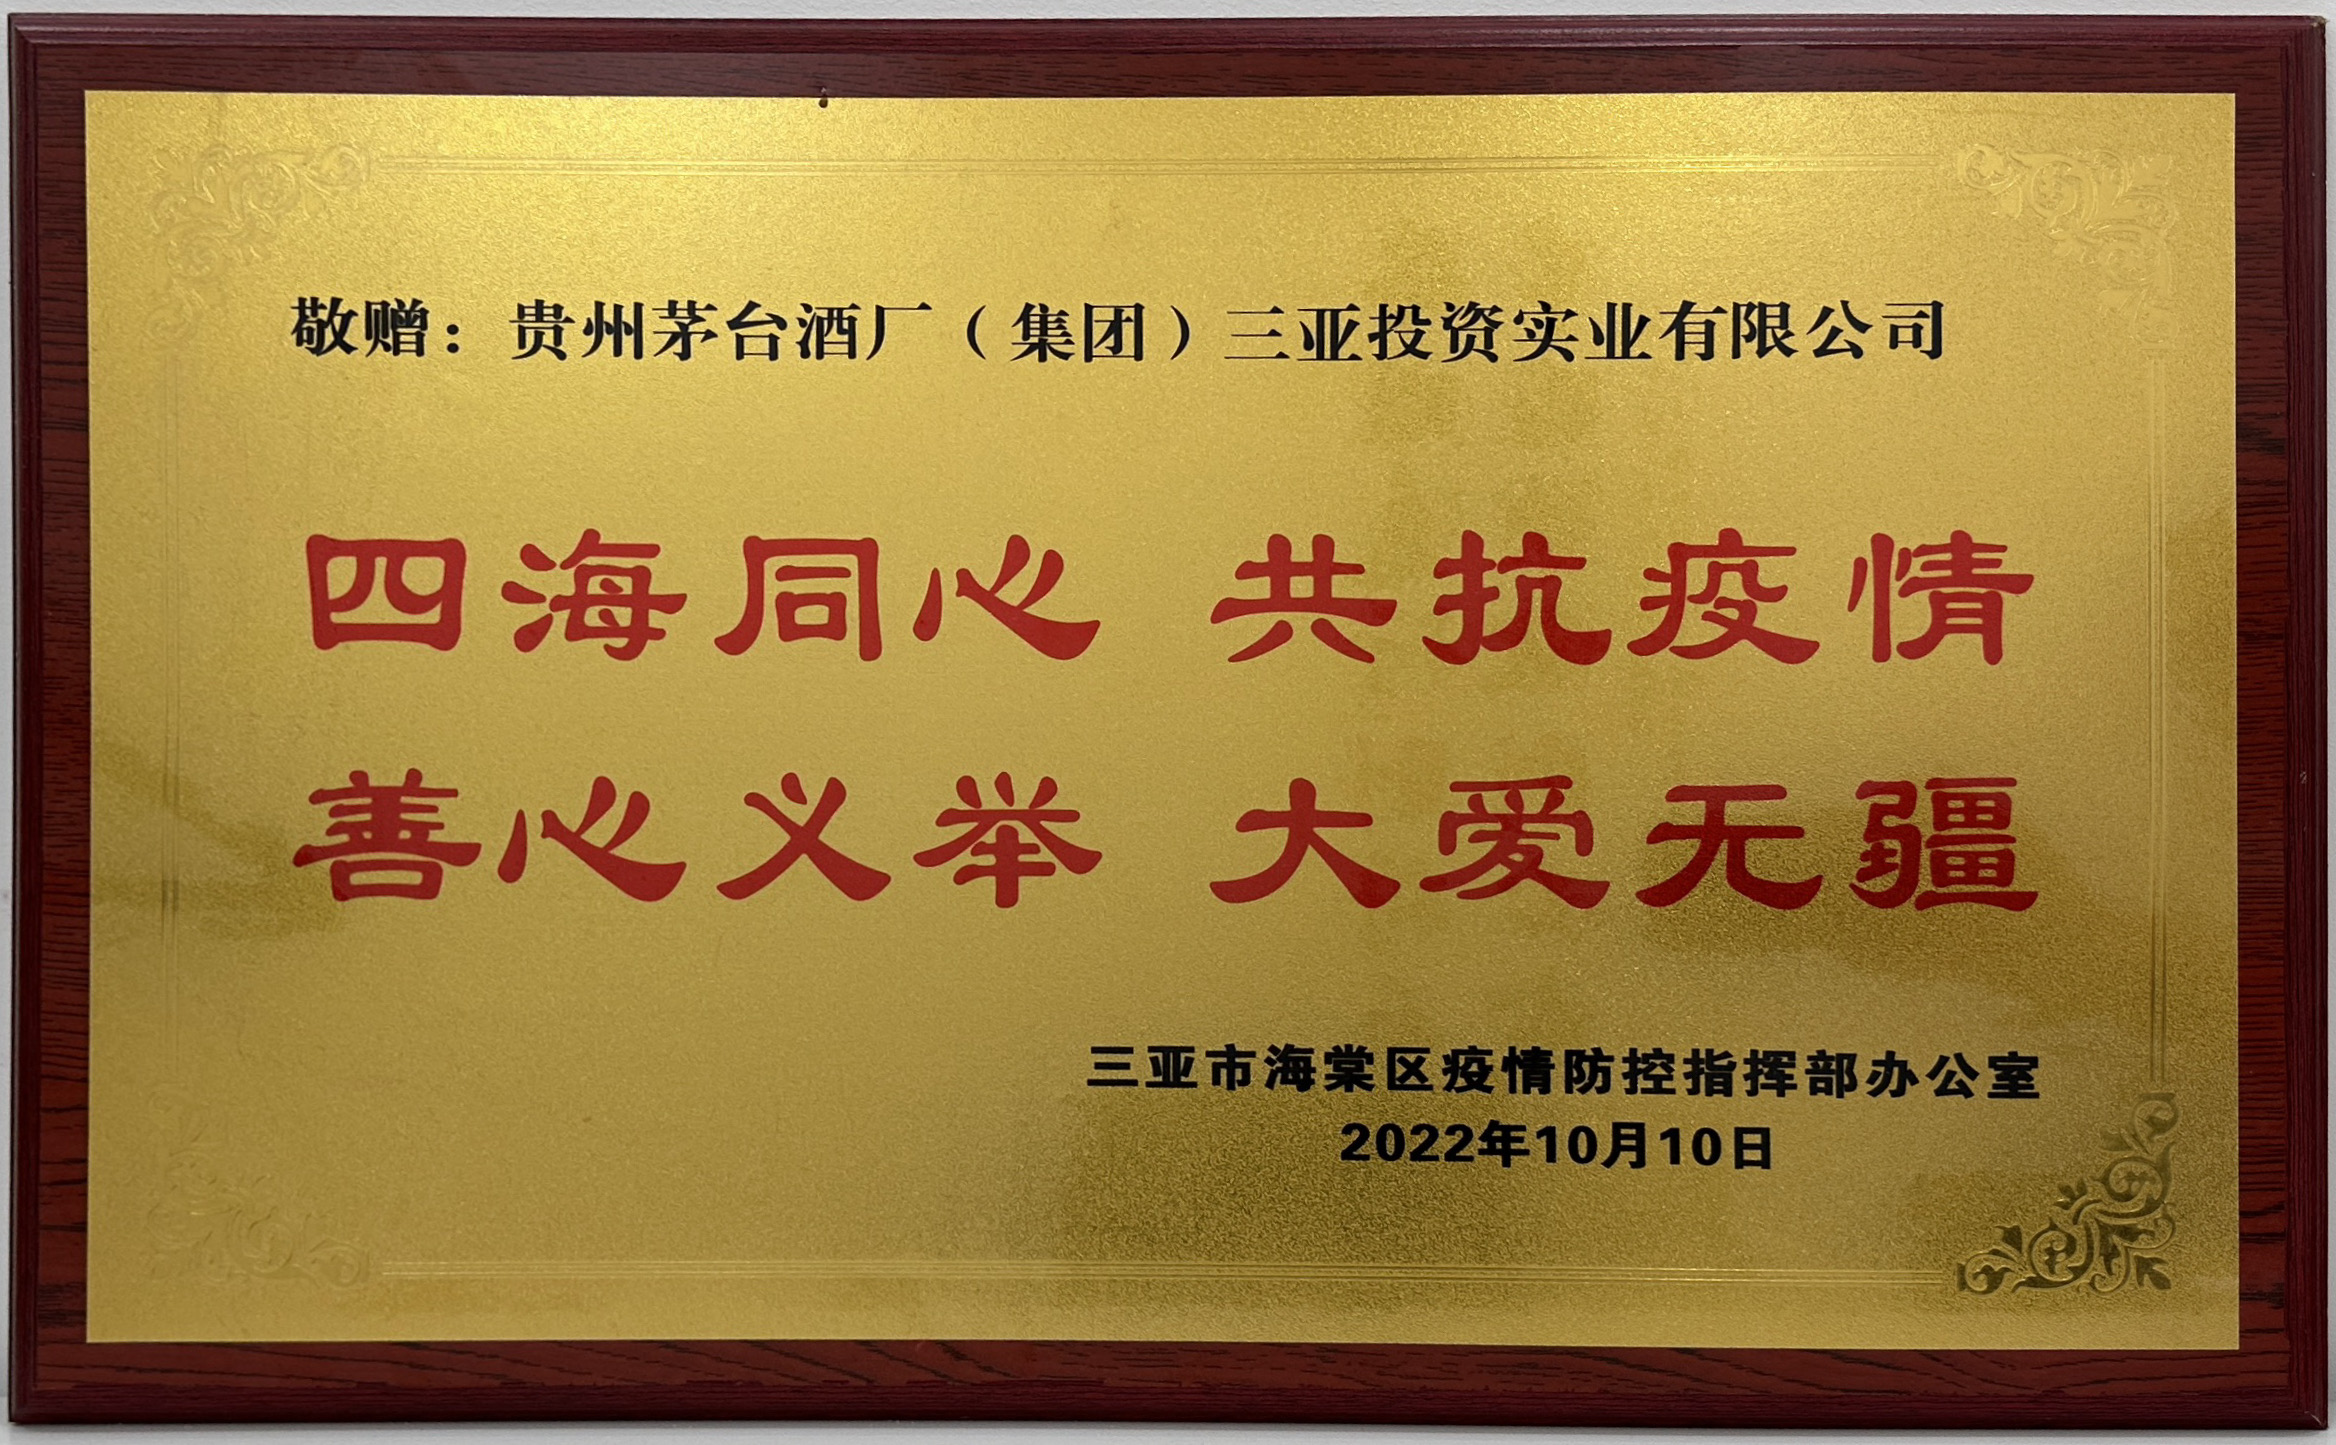 敬赠：贵州茅台酒厂（集团）三亚投资实业有限公司
四海同心 共抗疫情
善心义举 大爱无疆
三亚市海棠区疫情防控指挥部办公室
2022年10月10日